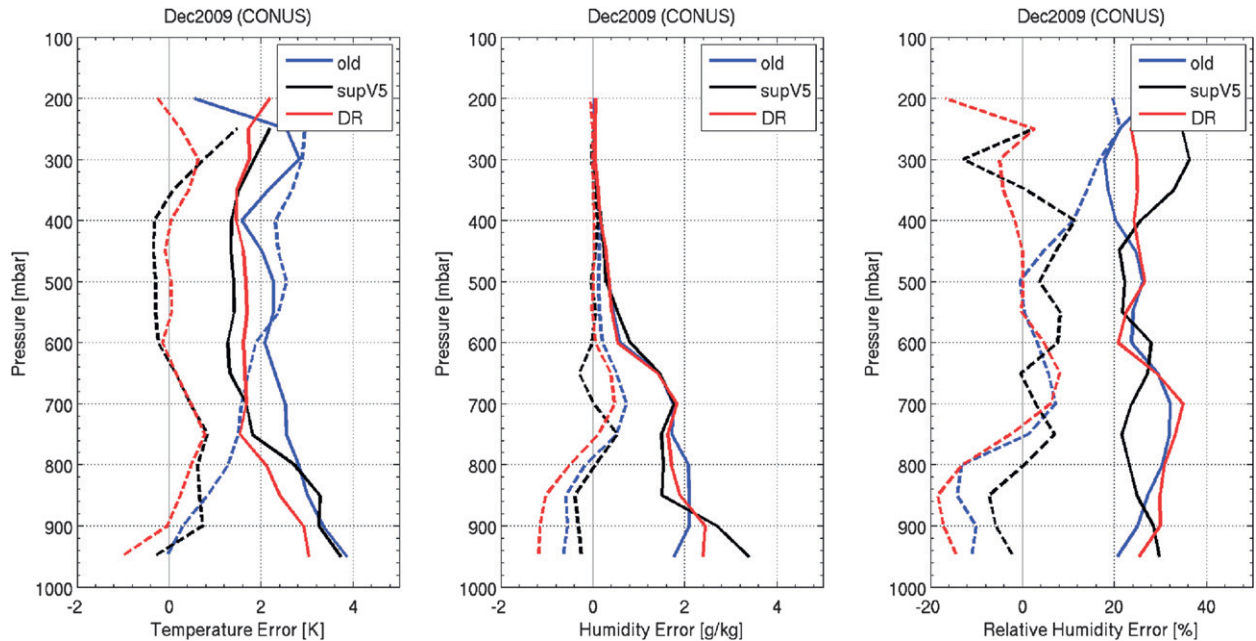 Dec2009 (CONUS)
Pressure [mbar]
100
200
300
400
500
600
700
800
900
1000
old
supV5
DR
-2
0
2
4
Temperature Error [K]
Dec2009 (CONUS)
Pressure [mbar]
100
200
300
400
500
600
700
800
900
1000
old
supV5
DR
-2
0
2
4
Humidity Error [g/kg]
Dec2009 (CONUS)
Pressure [mbar]
100
200
300
400
500
600
700
800
900
1000
old
supV5
DR
-20
0
20
40
Relative Humidity Error [%]